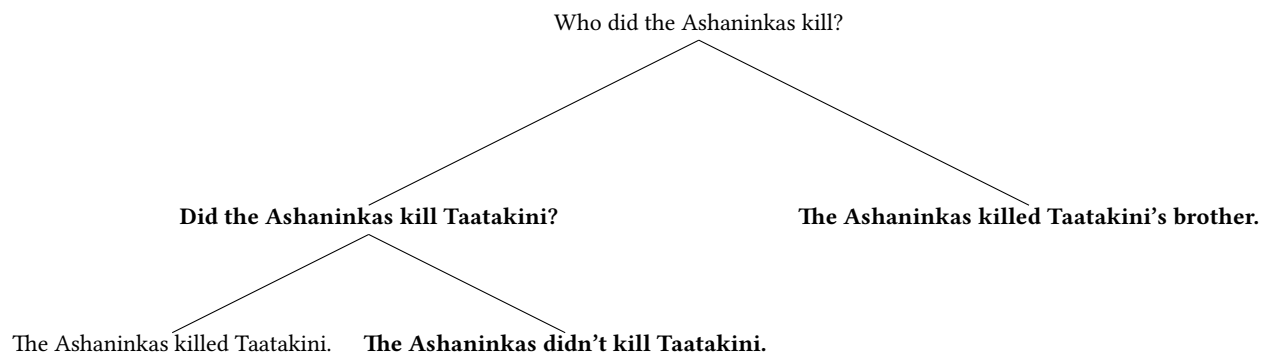 Who did the Ashaninkas kill?
Did the Ashaninkas kill Taatakini?
The Ashaninkas killed Taatakini's brother.
The Ashaninkas killed Taatakini.
The Ashaninkas didn't kill Taatakini.